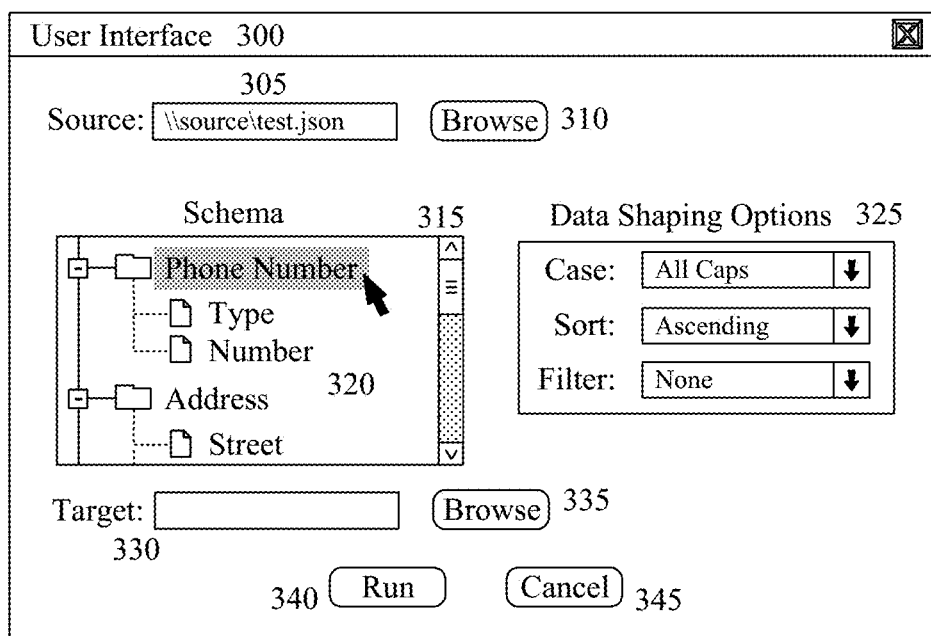 User Interface 300
305
Source: \\source\test.json Browse 310
Schema 315 Data Shaping Options 325
Phone Number Case: All Caps
Type
Number Sort: Ascending
320 Filter: None
Address
Street
Target: Browse 335
330
340 Run Cancel 345